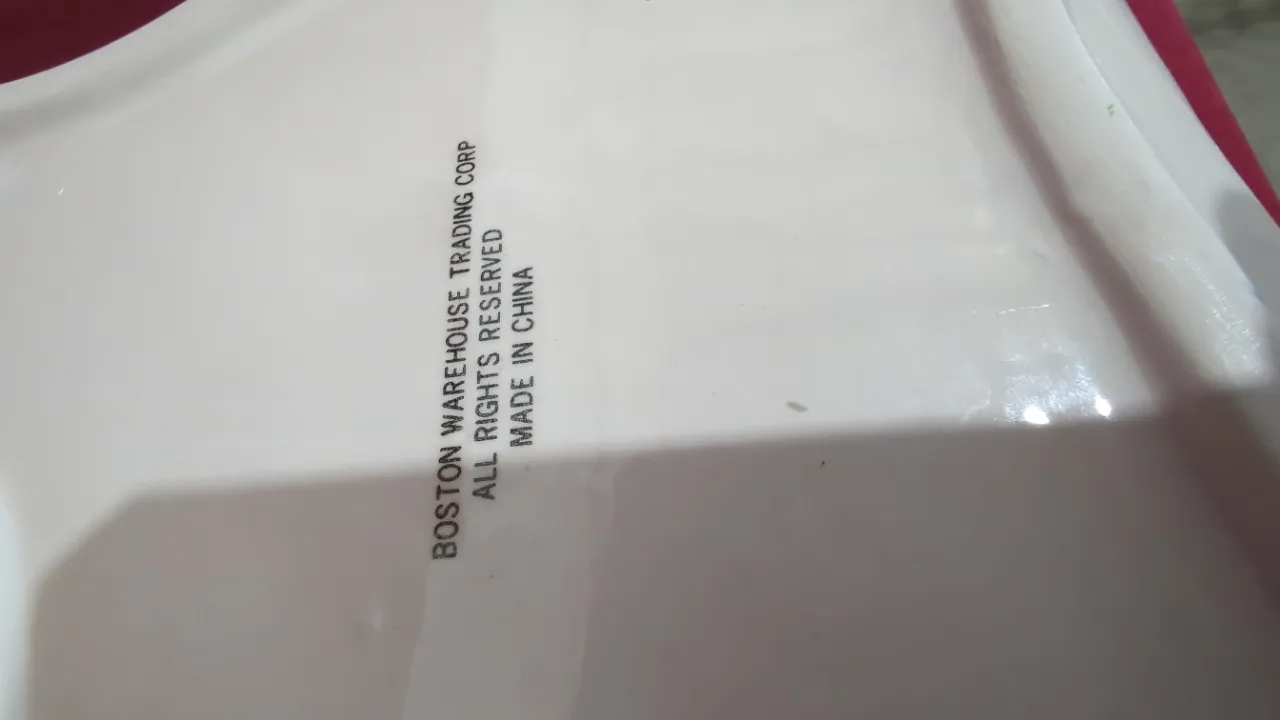 BOSTON WAREHOUSE TRADING CORP
ALL RIGHTS RESERVED
MADE IN CHINA